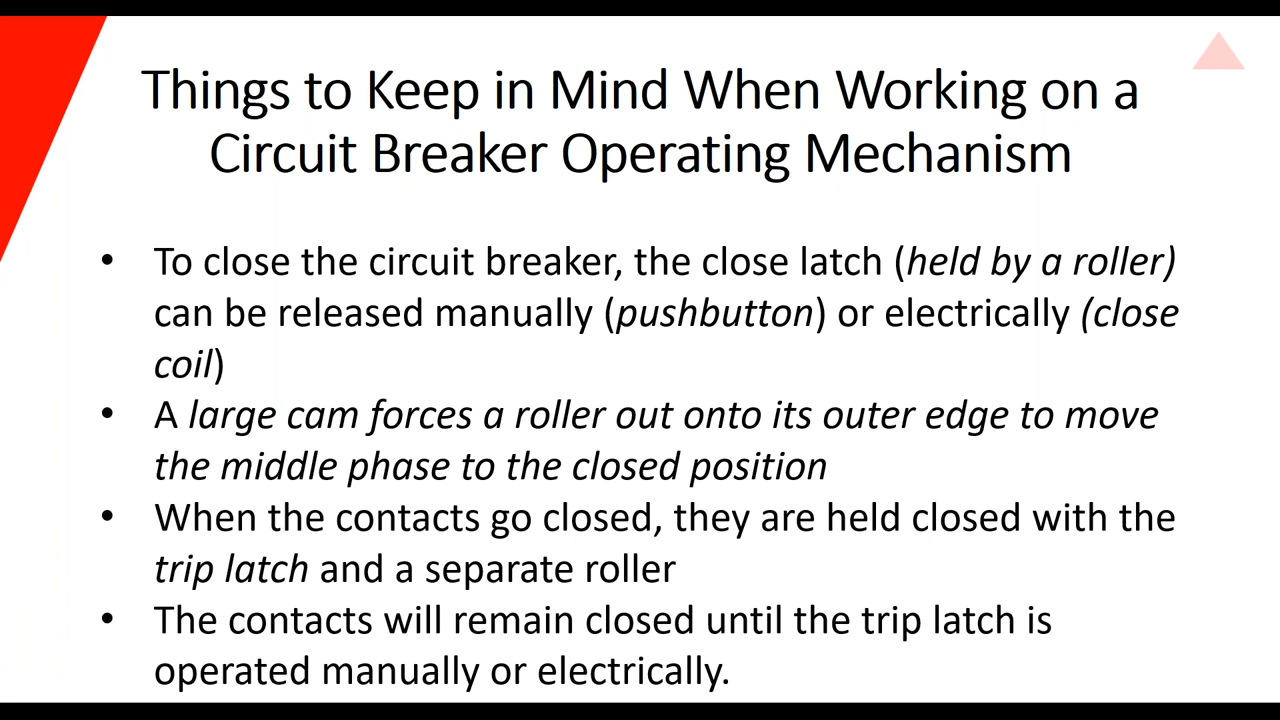 Things to Keep in Mind When Working on a
Circuit Breaker Operating Mechanism
• To close the circuit breaker, the close latch (held by a roller)
can be released manually (pushbutton) or electrically (close
coil)
• A large cam forces a roller out onto its outer edge to move
the middle phase to the closed position
• When the contacts go closed, they are held closed with the
trip latch and a separate roller
• The contacts will remain closed until the trip latch is
operated manually or electrically.